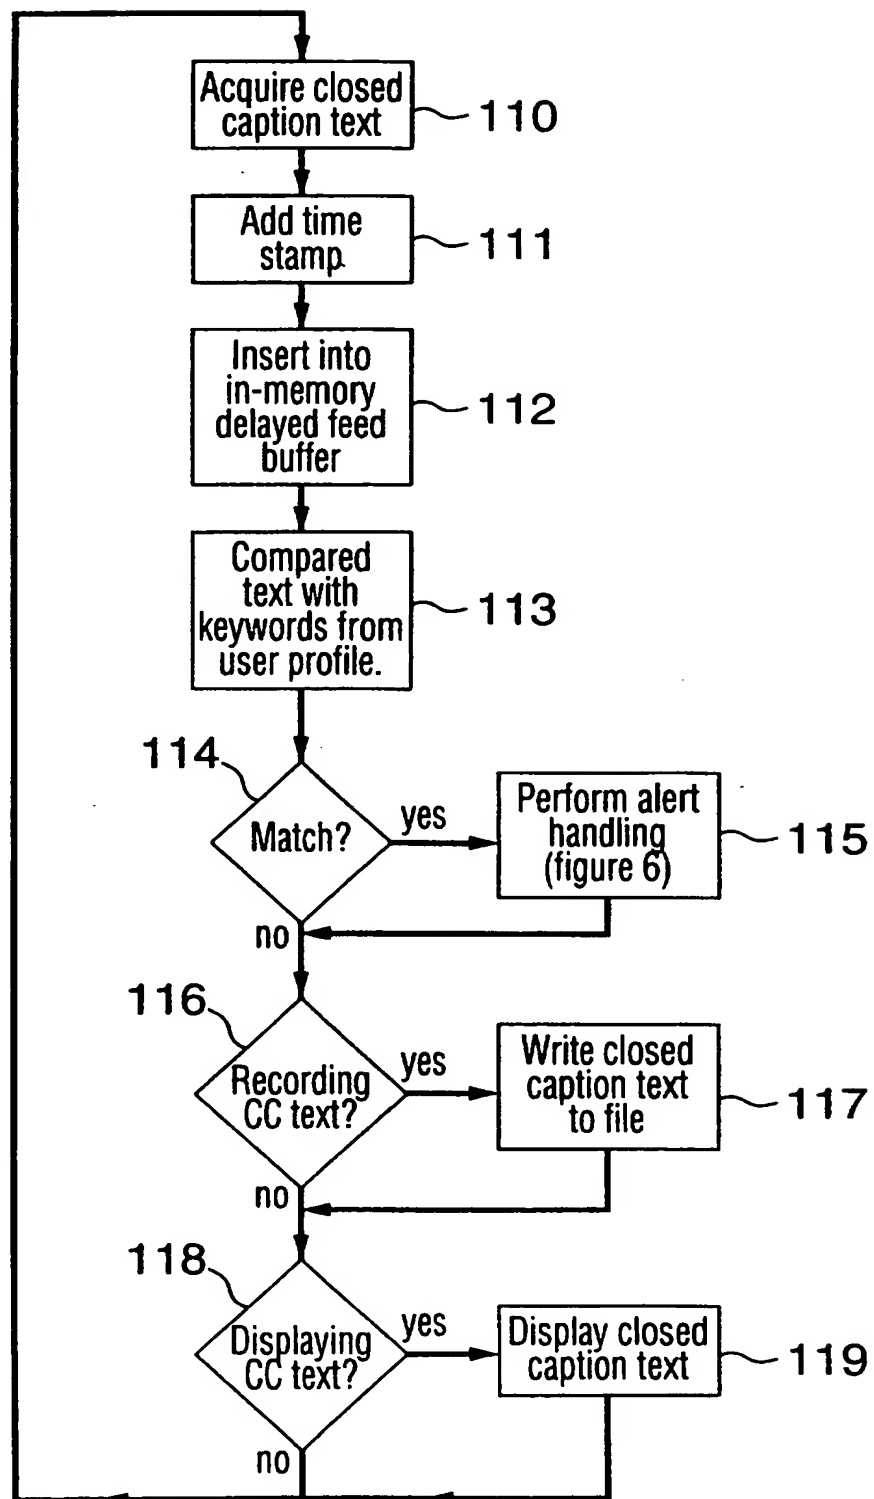 Acquire closed
caption text
110
Add time
stamp.
111
Insert into
in-memory
delayed feed
buffer
112
Compared
text with
keywords from
user profile.
113
114
Match?
yes
no
Perform alert
handling
(figure 6)
115
116
Recording
CC text?
yes
no
Write closed
caption text
to file
117
118
Displaying
CC text?
yes
no
Display closed
caption text
119